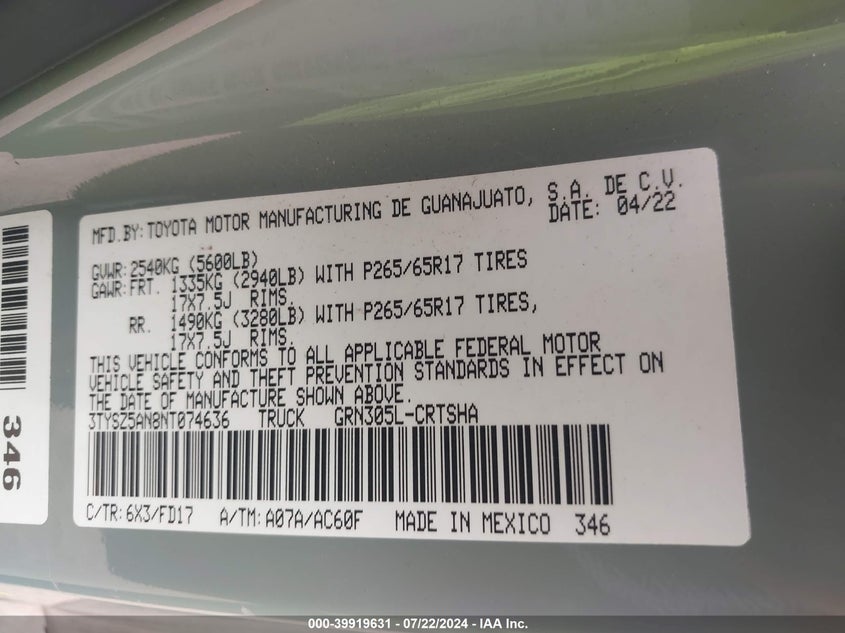 MFD.BY:TOYOTA MOTOR MANUFACTURING DE GUANAJUATO, S.A. DE C.V.
DATE: 04/22
GVWR:2540KG (5600LB)
GAWR:FRT. 1335KG (2940LB) WITH P265/65R17 TIRES
17X7.5J RIMS.
RR. 1490KG (3280LB) WITH P265/65R17 TIRES,
17X7.5J RIMS.
THIS VEHICLE CONFORMS TO ALL APPLICABLE FEDERAL MOTOR
VEHICLE SAFETY AND THEFT PREVENTION STANDARDS IN EFFECT ON
THE DATE OF MANUFACTURE SHOWN ABOVE.
3TYSZ5AN8NT074636 TRUCK GRN305L-CRTSHA
C/TR:6X3/FD17 A/TM:A07A/AC60F MADE IN MEXICO 346
346
000-39919631 - 07/22/2024 - IAA Inc.